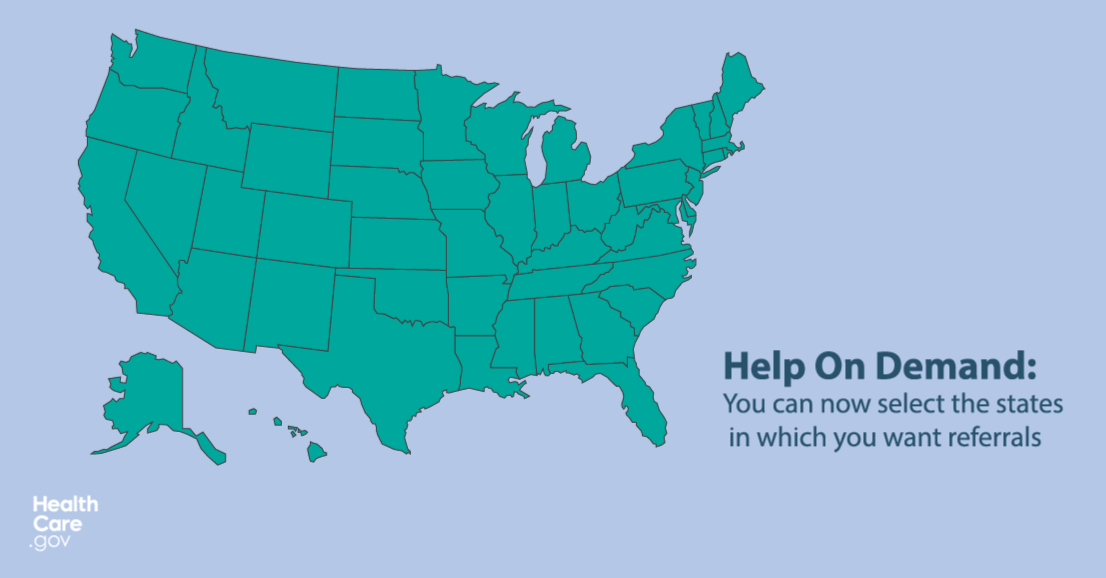 Help On Demand:
You can now select the states
in which you want referrals
Health
Care
.gov